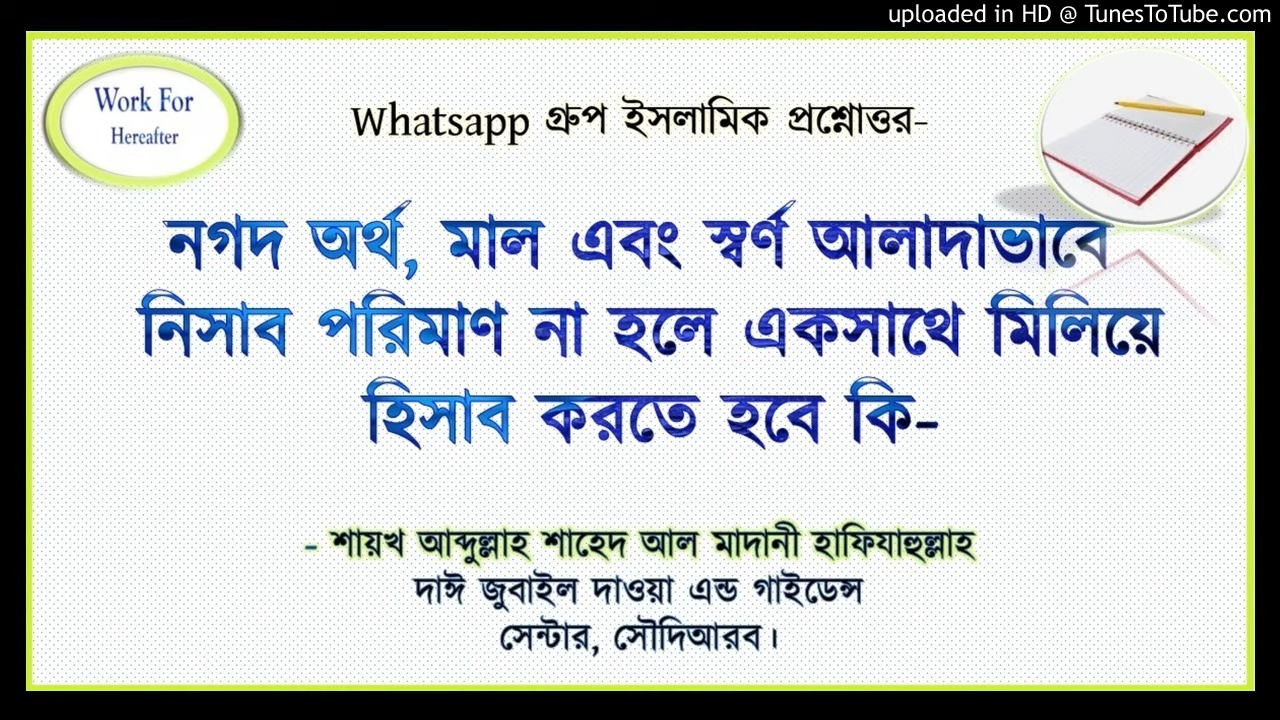 uploaded in HD @ TunesToTube.com
Work For
Hereafter
Whatsapp গ্রুপ ইসলামিক প্রশ্নোত্তর-
নগদ অর্থ, মাল এবং স্বর্ণ আলাদাভাবে
নিসাব পরিমাণ না হলে একসাথে মিলিয়ে
হিসাব করতে হবে কি-
- শায়খ আব্দুল্লাহ শাহেদ আল মাদানী হাফিযাহুল্লাহ
দাঈ জুবাইল দাওয়া এন্ড গাইডেন্স
সেন্টার, সৌদিআরব।